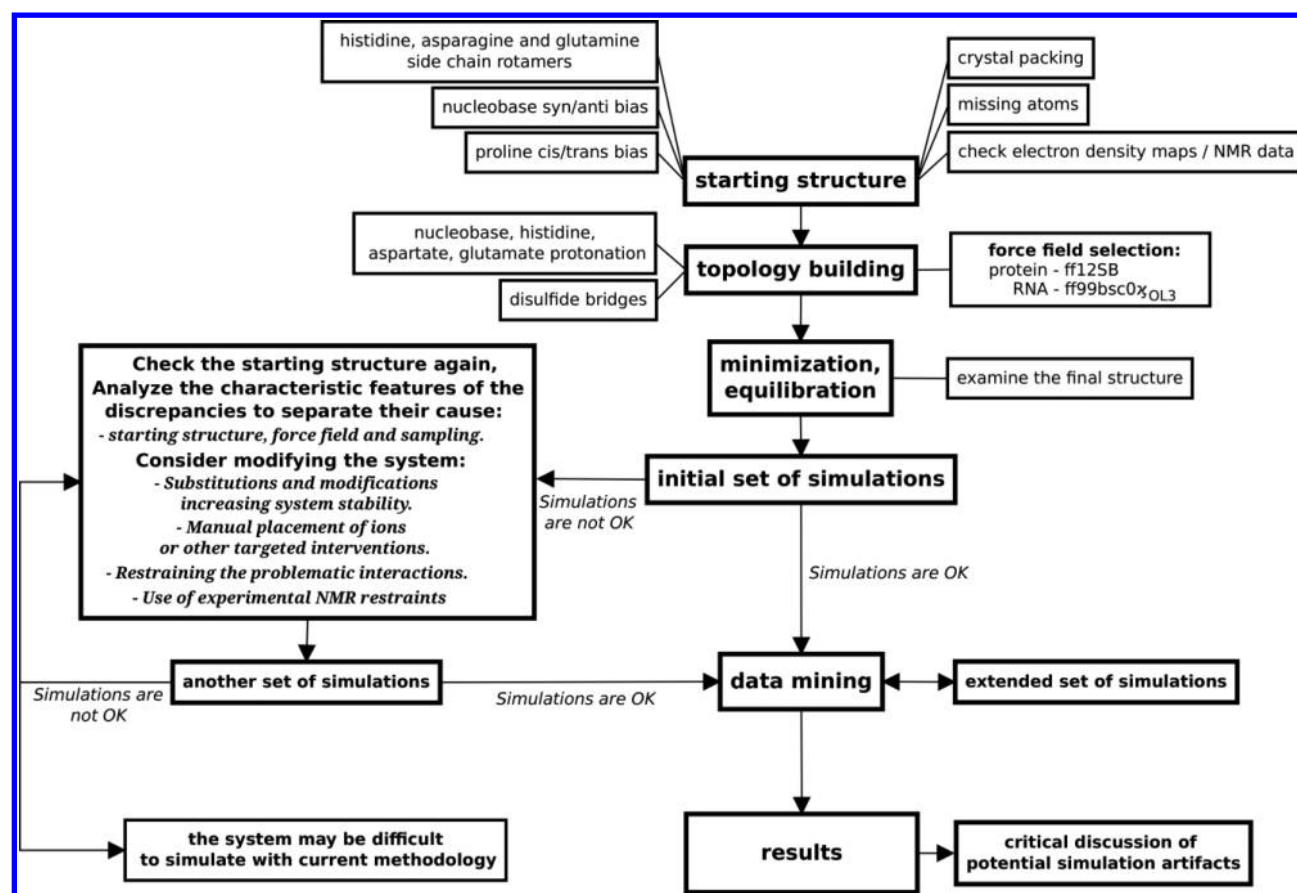 histidine, asparagine and glutamine
side chain rotamers
nucleobase syn/anti bias
proline cis/trans bias
crystal packing
missing atoms
check electron density maps / NMR data
starting structure
nucleobase, histidine,
aspartate, glutamate protonation
disulfide bridges
topology building
force field selection:
protein - ff12SB
RNA - ff99bsc0χOL3
minimization,
equilibration
examine the final structure
Check the starting structure again,
Analyze the characteristic features of the
discrepancies to separate their cause:
- starting structure, force field and sampling.
Consider modifying the system:
- Substitutions and modifications
increasing system stability.
- Manual placement of ions
or other targeted interventions.
- Restraining the problematic interactions.
- Use of experimental NMR restraints
initial set of simulations
Simulations
are not OK
Simulations are OK
another set of simulations
Simulations are
not OK
Simulations are OK
data mining
extended set of simulations
the system may be difficult
to simulate with current methodology
results
critical discussion of
potential simulation artifacts